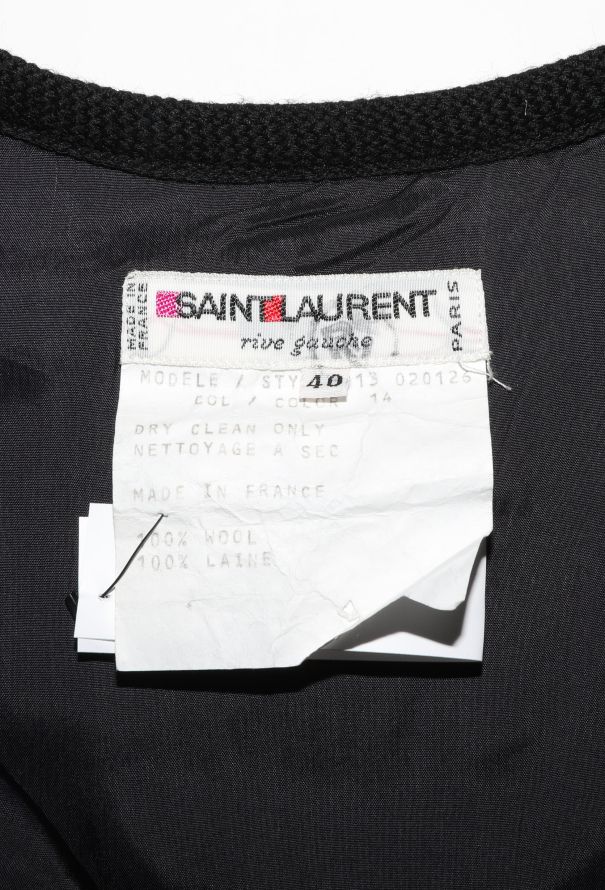 MADE IN
FRANCE
SAINT LAURENT
PARIS
rive gauche
MODELE / STY 40 13 020126
COL / COLOR 14
DRY CLEAN ONLY
NETTOYAGE A SEC
MADE IN FRANCE
100% WOOL
100% LAINE